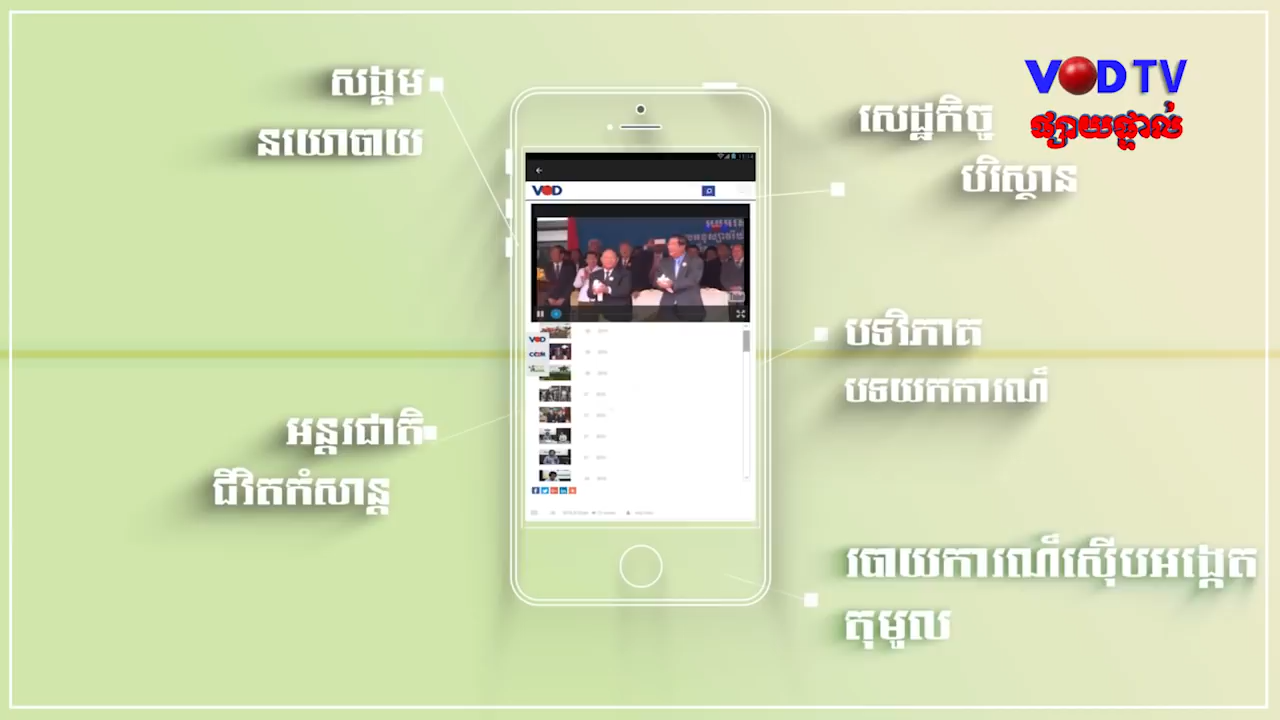 VOD TV
ផ្សាយផ្ទាល់
សង្គម
នយោបាយ
សេដ្ឋកិច្ច
បរិស្ថាន
VOD
បទវិភាគ
បទយកការណ៍
អន្តរជាតិ
ជីវិតកំសាន្ត
របាយការណ៍ស៊ើបអង្កេត
តុមូល